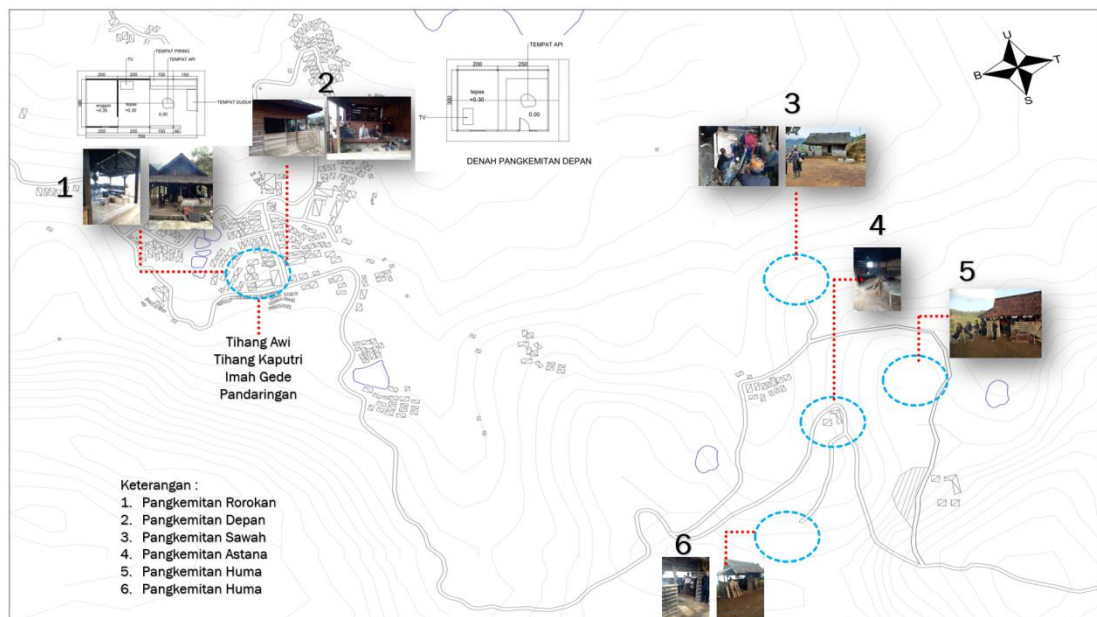 TEMPAT PIRING
TV
TEMPAT API
200
200
150
150
tepas
+0.30
+0.30
0.00
TEMPAT DUDUK
200
200
150
700
1
2
TEMPAT API
200
250
300
tepas
+0.30
0.00
TV
DENAH PANGKEMITAN DEPAN
3
4
5
6
U
T
B
S
Tihang Awi
Tihang Kaputri
Imah Gede
Pandaringan
Keterangan :
1. Pangkemitan Rorokan
2. Pangkemitan Depan
3. Pangkemitan Sawah
4. Pangkemitan Astana
5. Pangkemitan Huma
6. Pangkemitan Huma